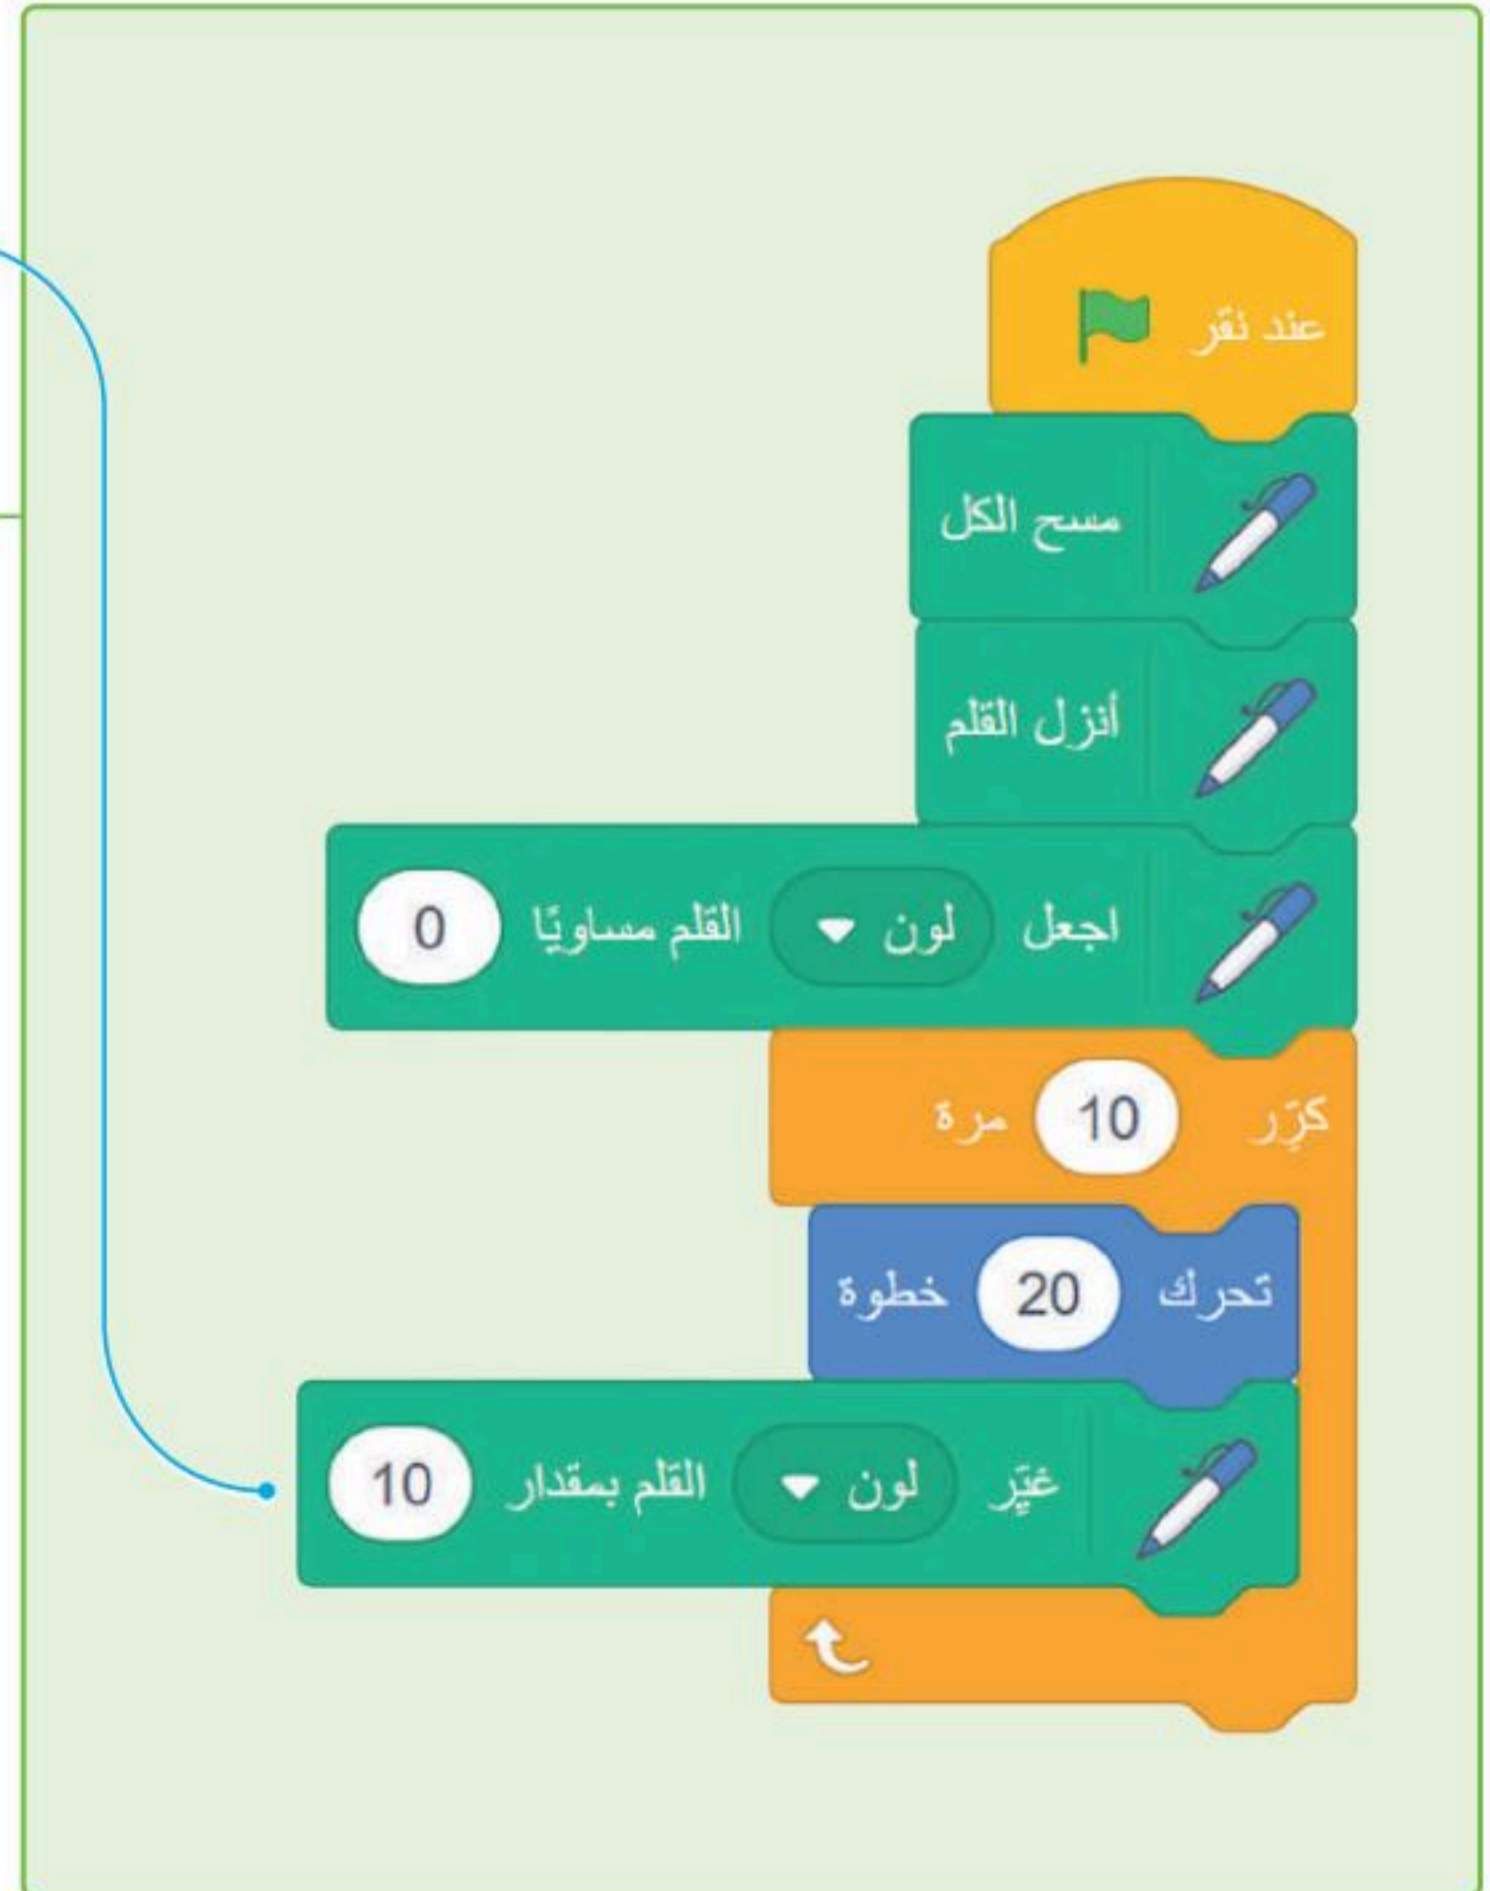 عند نقر
مسح الكل
أنزل القلم
اجعل لون القلم مساويًا 0
كرّر 10 مرة
تحرك 20 خطوة
غيّر لون القلم بمقدار 10